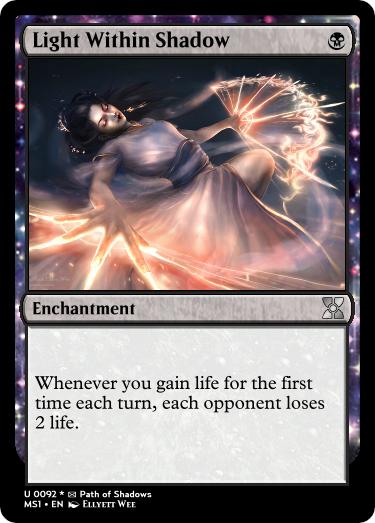 Light Within Shadow
Enchantment
Whenever you gain life for the first
time each turn, each opponent loses
2 life.
U 0092 * Path of Shadows
MS1 • EN Ellyett Wee